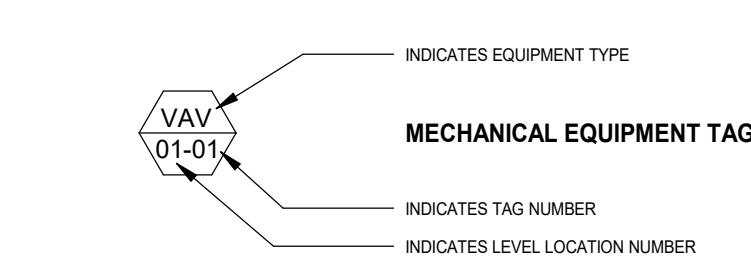 INDICATES EQUIPMENT TYPE
VAV
MECHANICAL EQUIPMENT TAG
01-01
INDICATES TAG NUMBER
INDICATES LEVEL LOCATION NUMBER